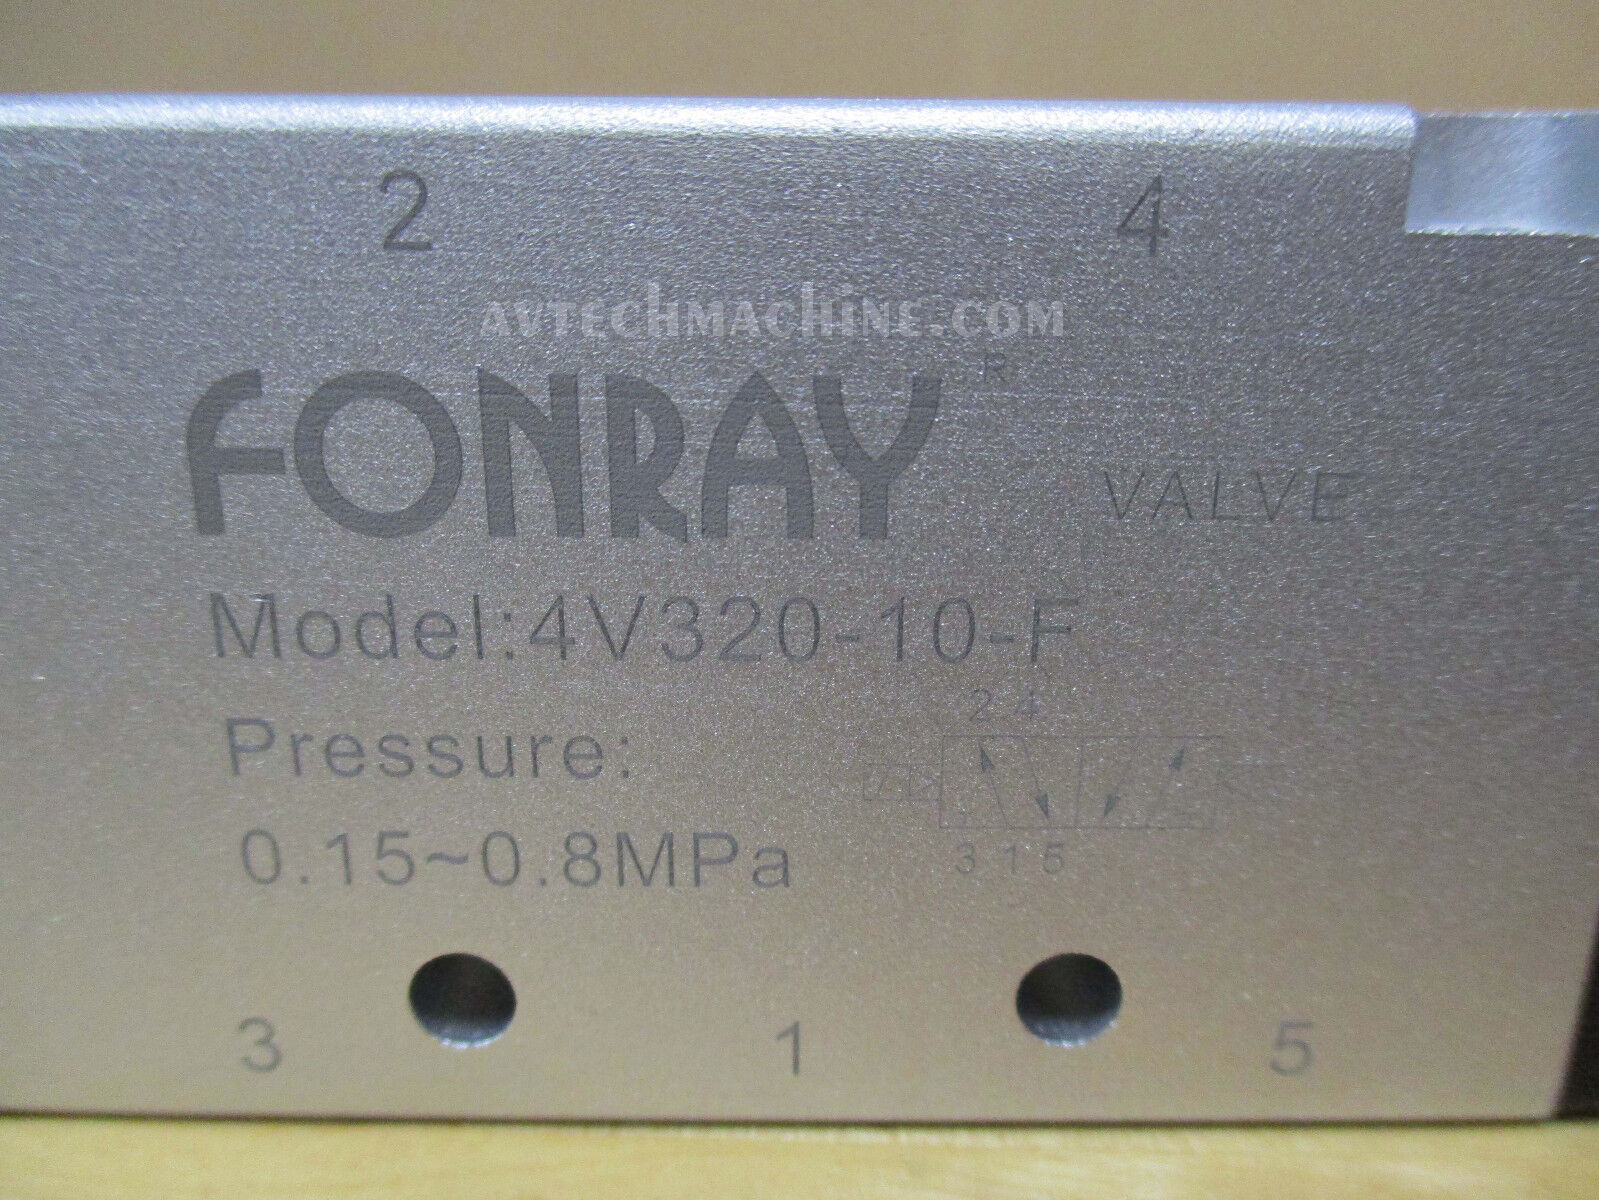 2 4
AVTECHMACHINE.COM
FONRAY R
VALVE
Model:4V320-10-F
2 4
Pressure:
0.15~0.8MPa
3 1 5
3 1 5